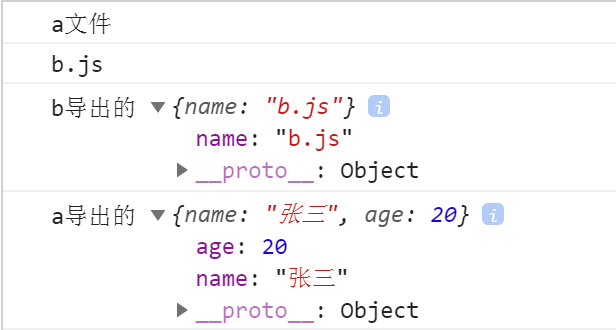 a文件
b.js
b导出的 ▼{name: "b.js"} i
name: "b.js"
▶__proto__: Object
a导出的 ▼{name: "张三", age: 20} i
age: 20
name: "张三"
▶__proto__: Object